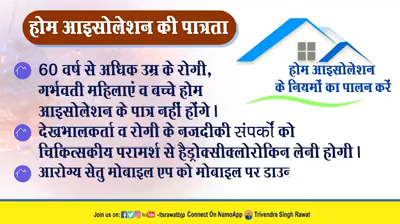 होम आइसोलेशन की पात्रता
60 वर्ष से अधिक उम्र के रोगी,
गर्भवती महिलाएं व बच्चे होम
आइसोलेशन के पात्र नहीं होंगे।
देखभालकर्ता व रोगी के नजदीकी संपर्कों को
चिकित्सकीय परामर्श से हैड्रोक्सीक्लोरोकिन लेनी होगी।
आरोग्य सेतु मोबाइल एप को मोबाइल पर डाउन
होम आइसोलेशन
के नियमों का पालन करें
Join us on: /tsrawatbjp Connect On NamoApp Trivendra Singh Rawat